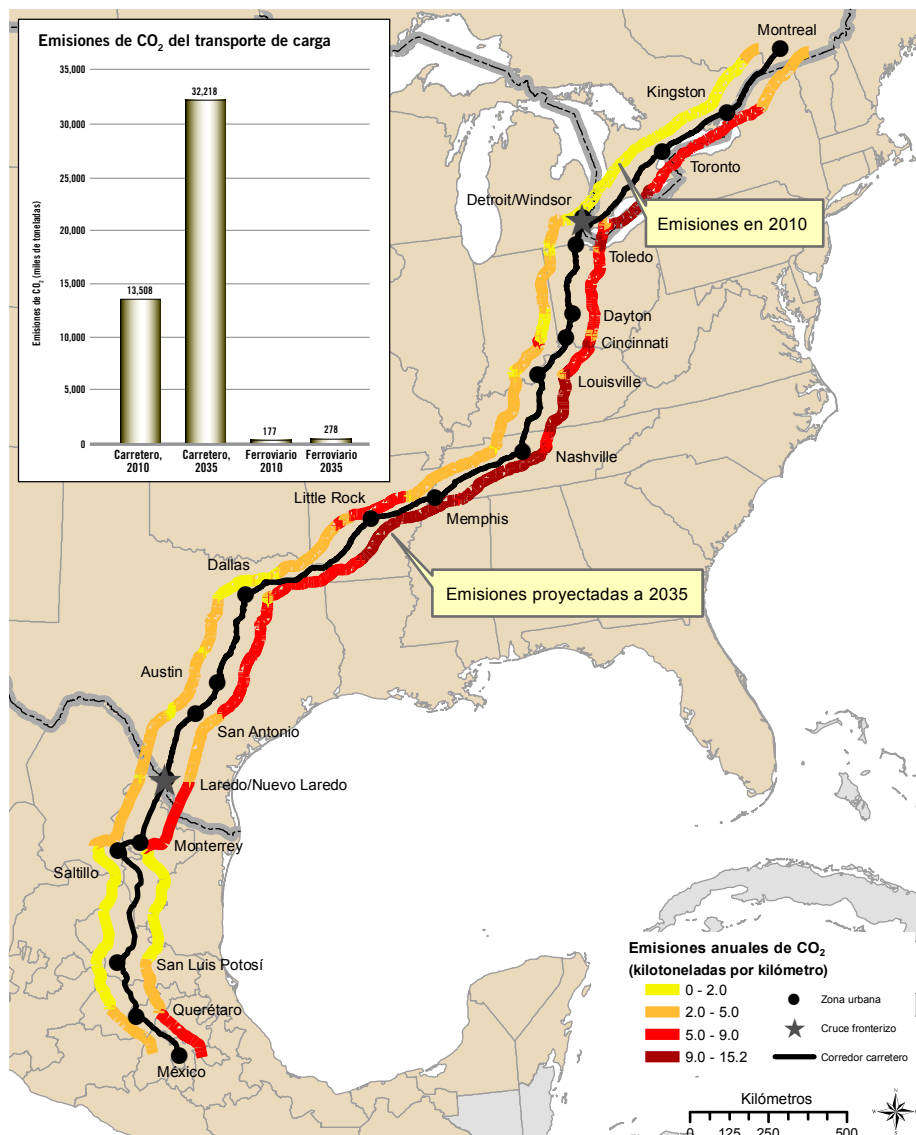 Emisiones de CO₂ del transporte de carga
Emisiones de CO₂ (miles de toneladas)
35,000
30,000
25,000
20,000
15,000
10,000
5,000
0
13,508
32,218
177
278
Carretero,
2010
Carretero,
2035
Ferroviario
2010
Ferroviario
2035
Montreal
Kingston
Toronto
Detroit/Windsor
Emisiones en 2010
Toledo
Dayton
Cincinnati
Louisville
Nashville
Little Rock
Memphis
Dallas
Emisiones proyectadas a 2035
Austin
San Antonio
Laredo/Nuevo Laredo
Monterrey
Saltillo
San Luis Potosí
Querétaro
México
Emisiones anuales de CO₂
(kilotoneladas por kilómetro)
0 - 2.0
2.0 - 5.0
5.0 - 9.0
9.0 - 15.2
Zona urbana
Cruce fronterizo
Corredor carretero
Kilómetros
0 125 250 500